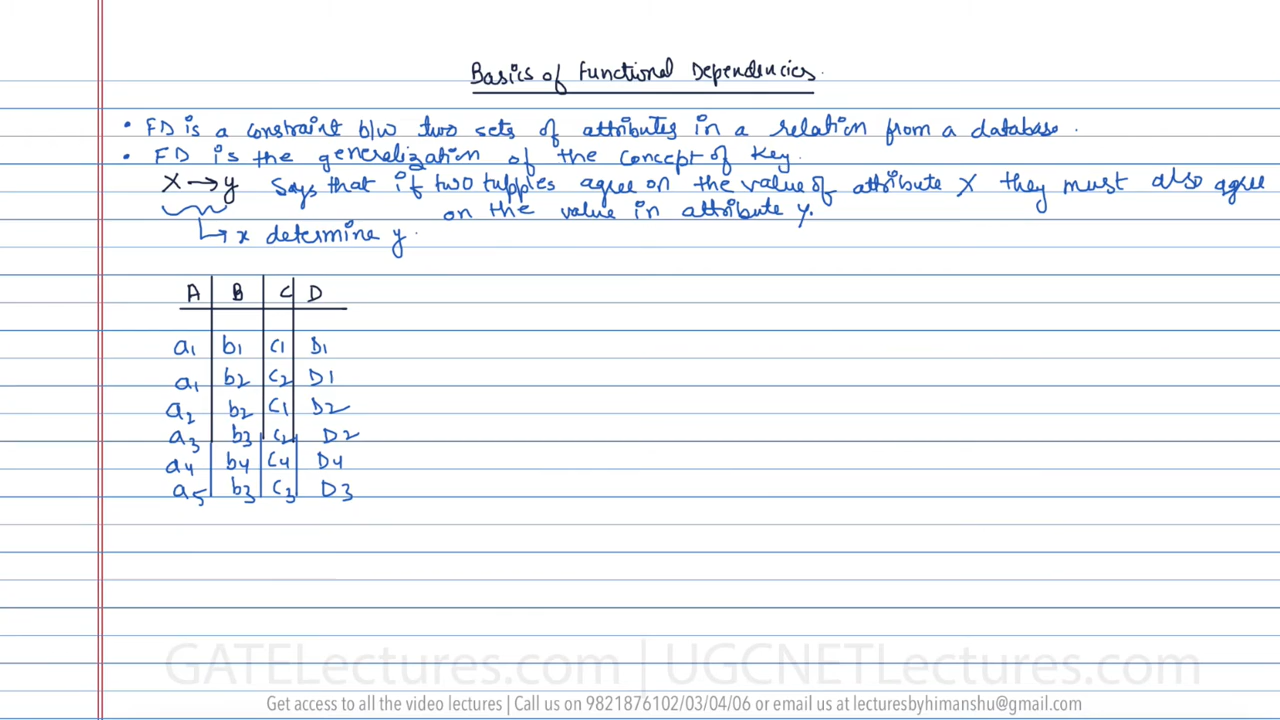 Basics of Functional Dependencies.
• FD is a constraint b/w two sets of attributes in a relation from a database.
• FD is the generalization of the concept of key.
X → y Says that if two tupples agree on the value of attribute X they must also agree
on the value in attribute y.
↳ x determine y.
A B C D
a1 b1 C1 D1
a1 b2 C2 D1
a2 b2 C1 D2
a3 b3 C2 D2
a4 b4 C4 D4
a5 b3 C3 D3
GATELectures.com | UGCNETLectures.com
Get access to all the video lectures | Call us on 9821876102/03/04/06 or email us at lecturesbyhimanshu@gmail.com